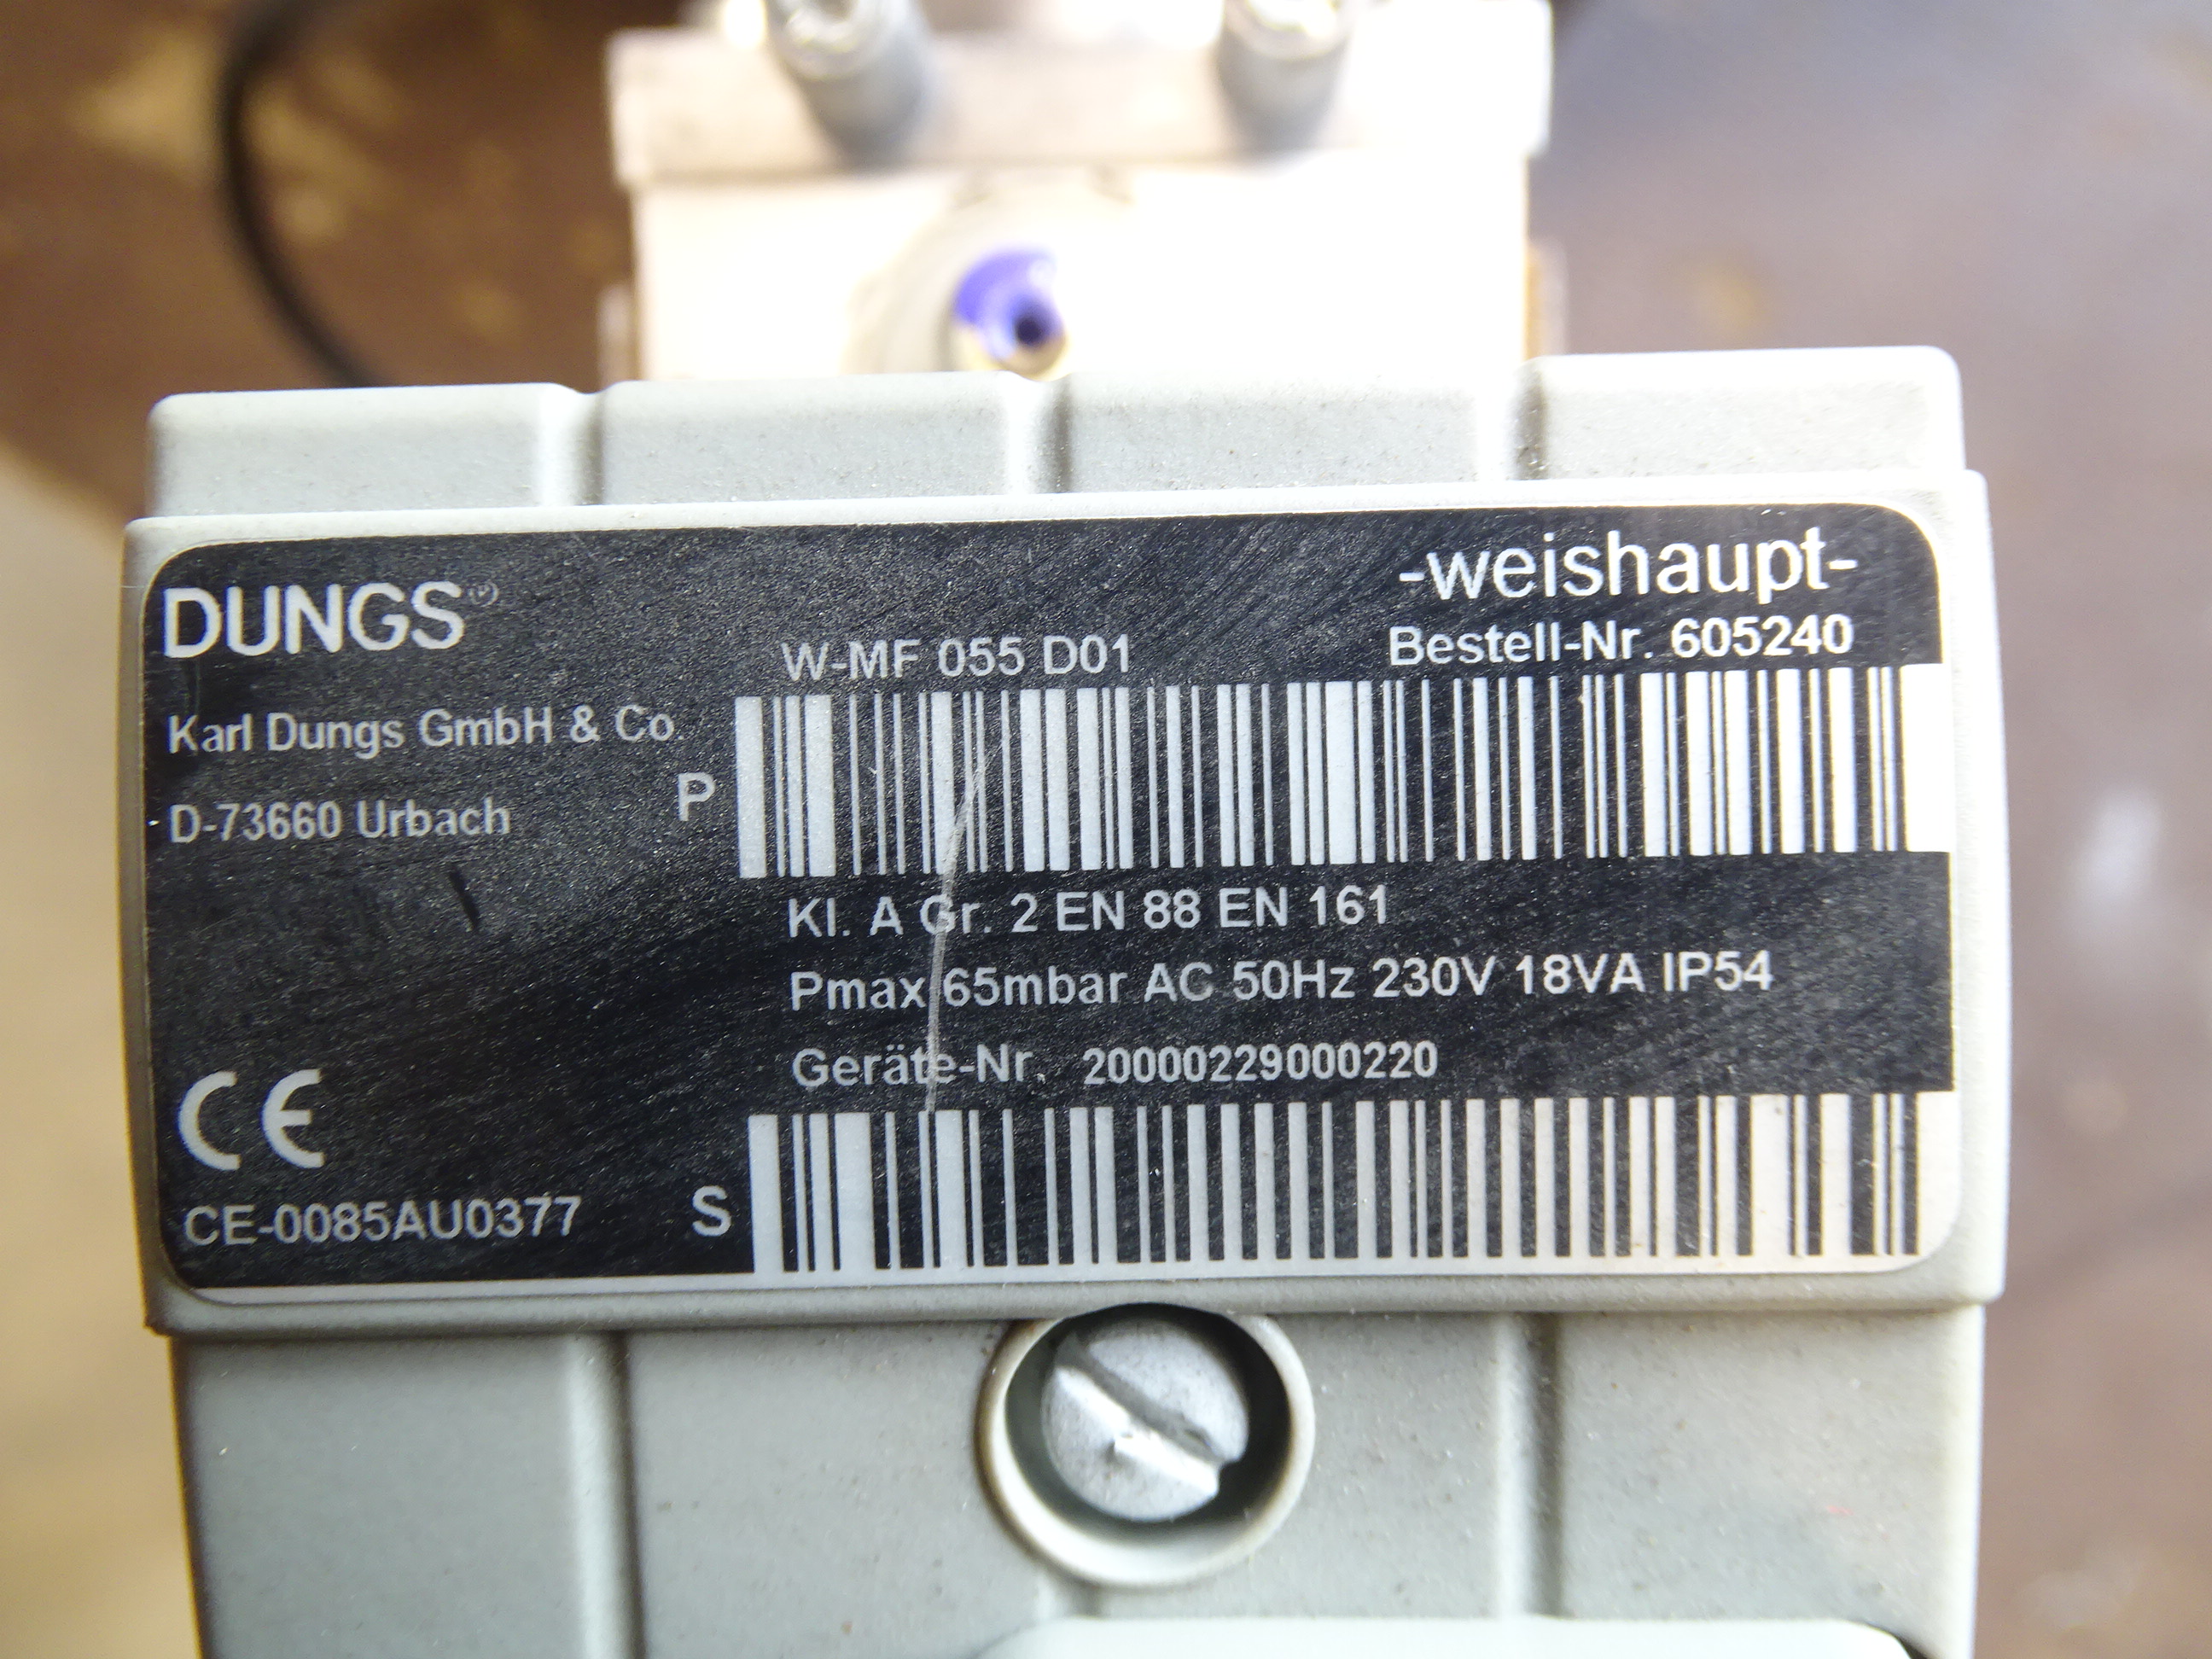 DUNGS®
-weishaupt-
W-MF 055 D01
Bestell-Nr. 605240
Karl Dungs GmbH & Co
P
D-73660 Urbach
Kl. A Gr. 2 EN 88 EN 161
Pmax 65mbar AC 50Hz 230V 18VA IP54
Geräte-Nr. 20000229000220
CE
CE-0085AU0377
S